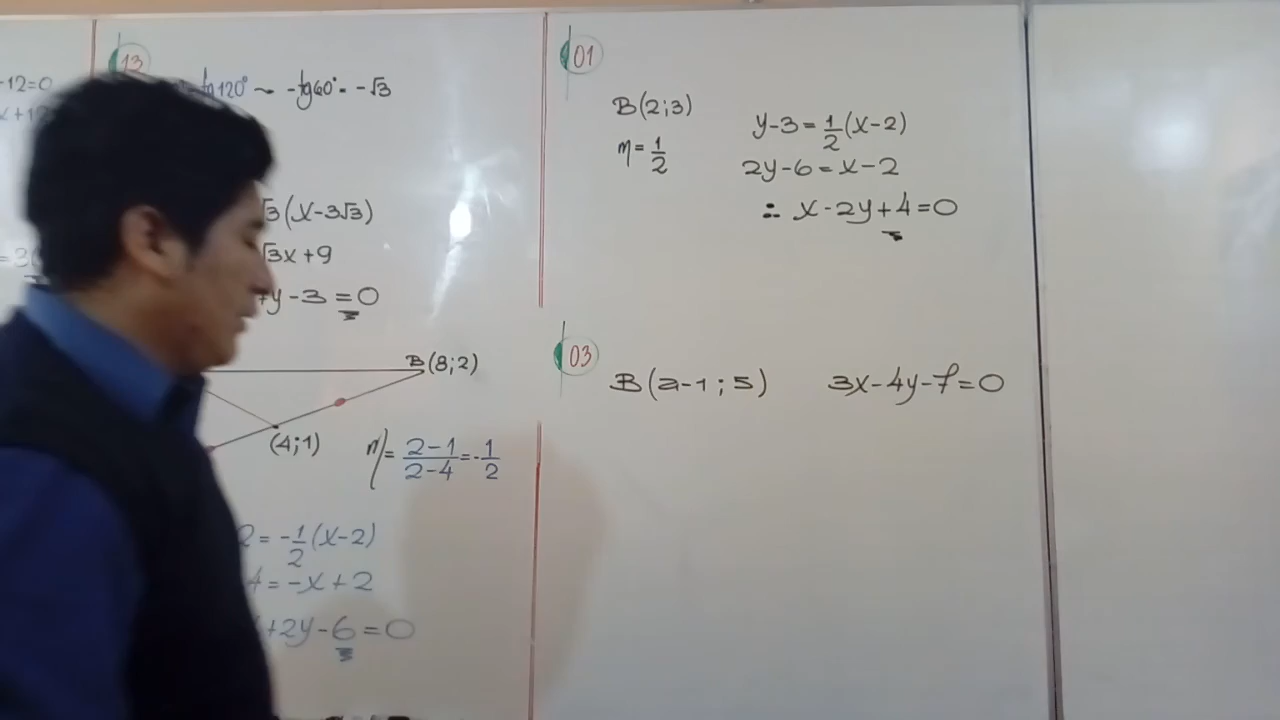 -12=0
x+12
13
tg120° ~ -tg60° = -√3
√3(x-3√3)
√3x+9
+y-3=0
B(8;2)
(4;1)
m= 2-1/2-4 = -1/2
2 = -1/2(x-2)
4 = -x+2
+2y-6=0
01
B(2;3)
m= 1/2
y-3= 1/2(x-2)
2y-6=x-2
∴ x-2y+4=0
03
B(a-1;5) 3x-4y-7=0